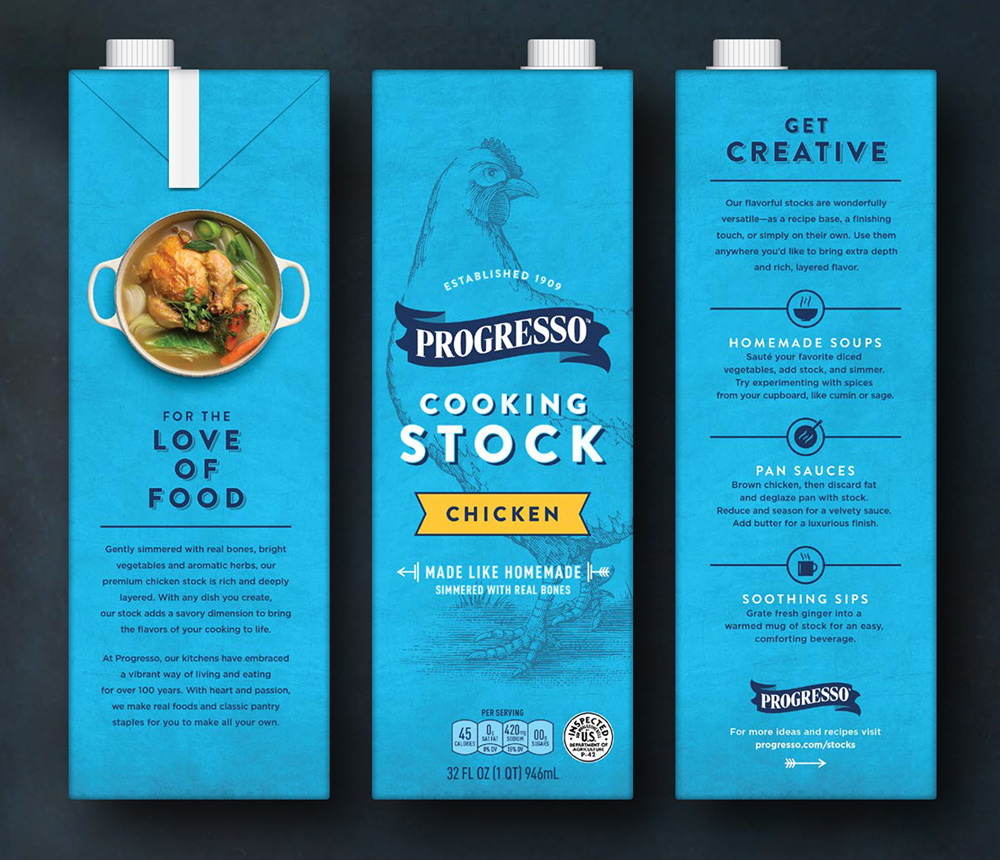 FOR THE
LOVE
OF
FOOD
Gently simmered with real bones, bright
vegetables and aromatic herbs, our
premium chicken stock is rich and deeply
layered. With any dish you create,
our stock adds a savory dimension to bring
the flavors of your cooking to life.
At Progresso, our kitchens have embraced
a vibrant way of living and eating
for over 100 years. With heart and passion,
we make real foods and classic pantry
staples for you to make all your own.
ESTABLISHED 1909
PROGRESSO™
COOKING
STOCK
CHICKEN
MADE LIKE HOMEMADE
SIMMERED WITH REAL BONES
PER SERVING
45 CALORIES
0g SAT FAT 0% DV
420mg SODIUM 18% DV
00g SUGARS
INSPECTED
U.S.
DEPARTMENT OF
AGRICULTURE
P-42
32 FL OZ (1 QT) 946mL
GET
CREATIVE
Our flavorful stocks are wonderfully
versatile—as a recipe base, a finishing
touch, or simply on their own. Use them
anywhere you'd like to bring extra depth
and rich, layered flavor.
HOMEMADE SOUPS
Sauté your favorite diced
vegetables, add stock, and simmer.
Try experimenting with spices
from your cupboard, like cumin or sage.
PAN SAUCES
Brown chicken, then discard fat
and deglaze pan with stock.
Reduce and season for a velvety sauce.
Add butter for a luxurious finish.
SOOTHING SIPS
Grate fresh ginger into a
warmed mug of stock for an easy,
comforting beverage.
PROGRESSO™
For more ideas and recipes visit
progresso.com/stocks